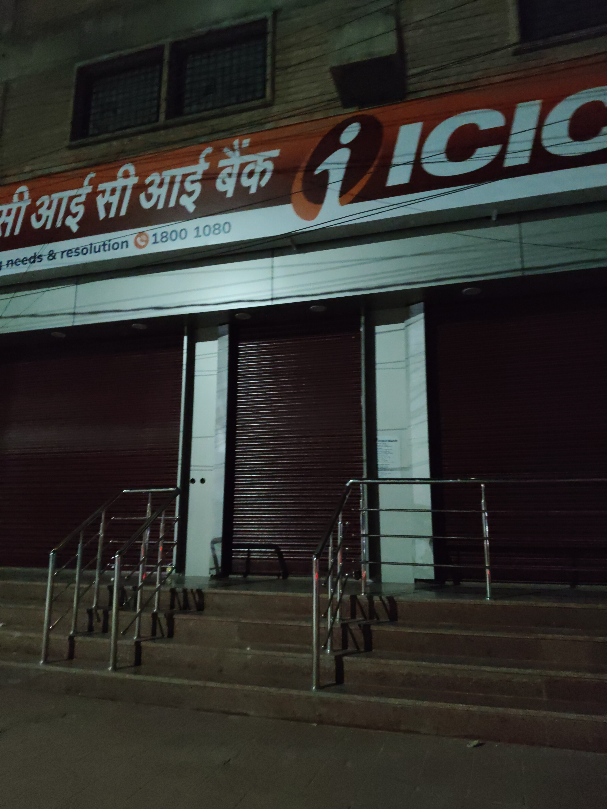 सी आई सी आई बैंक ICIC
needs & resolution 1800 1080